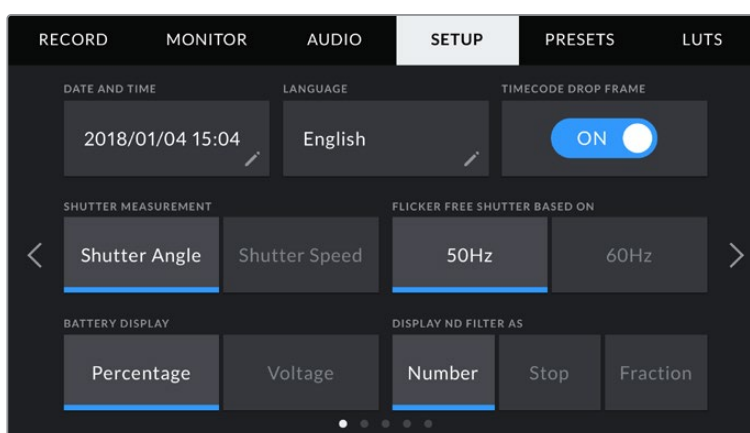 RECORD MONITOR AUDIO SETUP PRESETS LUTS
DATE AND TIME LANGUAGE TIMECODE DROP FRAME
2018/01/04 15:04 English ON
SHUTTER MEASUREMENT FLICKER FREE SHUTTER BASED ON
Shutter Angle Shutter Speed 50Hz 60Hz
BATTERY DISPLAY DISPLAY ND FILTER AS
Percentage Voltage Number Stop Fraction